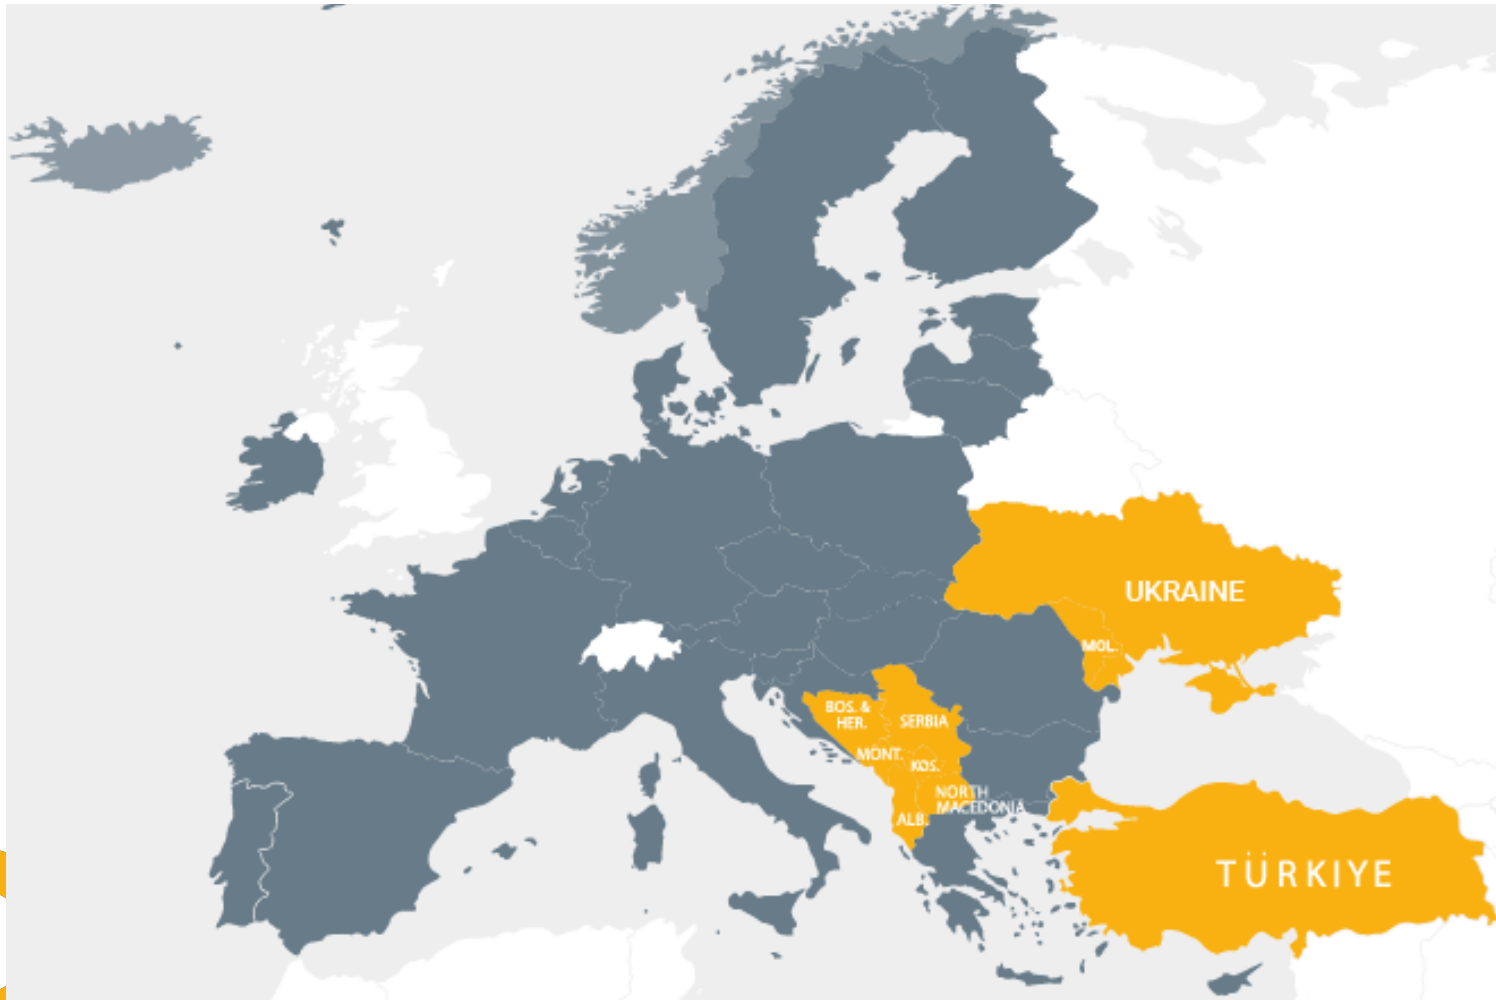 UKRAINE
MOL.
BOS. &
HER.
SERBIA
MONT.
KOS.
NORTH
MACEDONIA
ALB.
TÜRKIYE